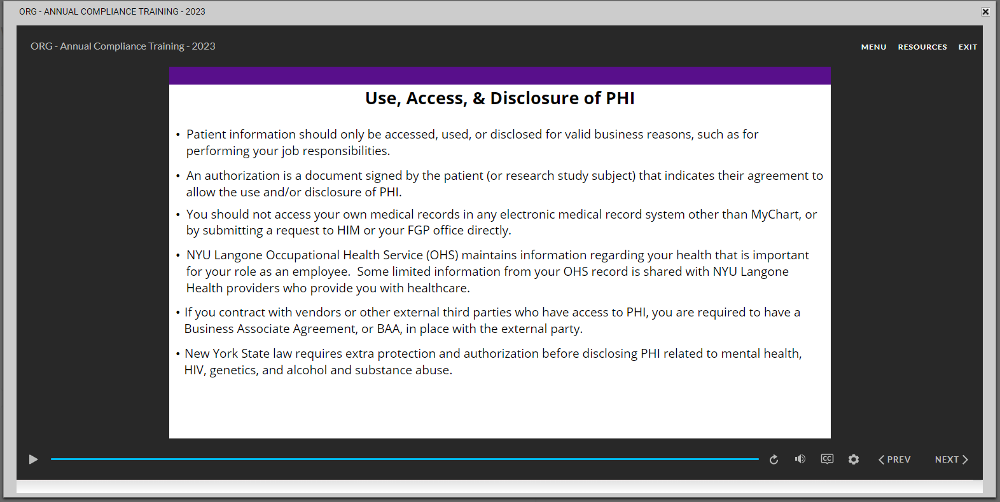 ORG - ANNUAL COMPLIANCE TRAINING - 2023
ORG - Annual Compliance Training - 2023
MENU RESOURCES EXIT
Use, Access, & Disclosure of PHI
• Patient information should only be accessed, used, or disclosed for valid business reasons, such as for
performing your job responsibilities.
• An authorization is a document signed by the patient (or research study subject) that indicates their agreement to
allow the use and/or disclosure of PHI.
• You should not access your own medical records in any electronic medical record system other than MyChart, or
by submitting a request to HIM or your FGP office directly.
• NYU Langone Occupational Health Service (OHS) maintains information regarding your health that is important
for your role as an employee.  Some limited information from your OHS record is shared with NYU Langone
Health providers who provide you with healthcare.
• If you contract with vendors or other external third parties who have access to PHI, you are required to have a
Business Associate Agreement, or BAA, in place with the external party.
• New York State law requires extra protection and authorization before disclosing PHI related to mental health,
HIV, genetics, and alcohol and substance abuse.
CC PREV NEXT